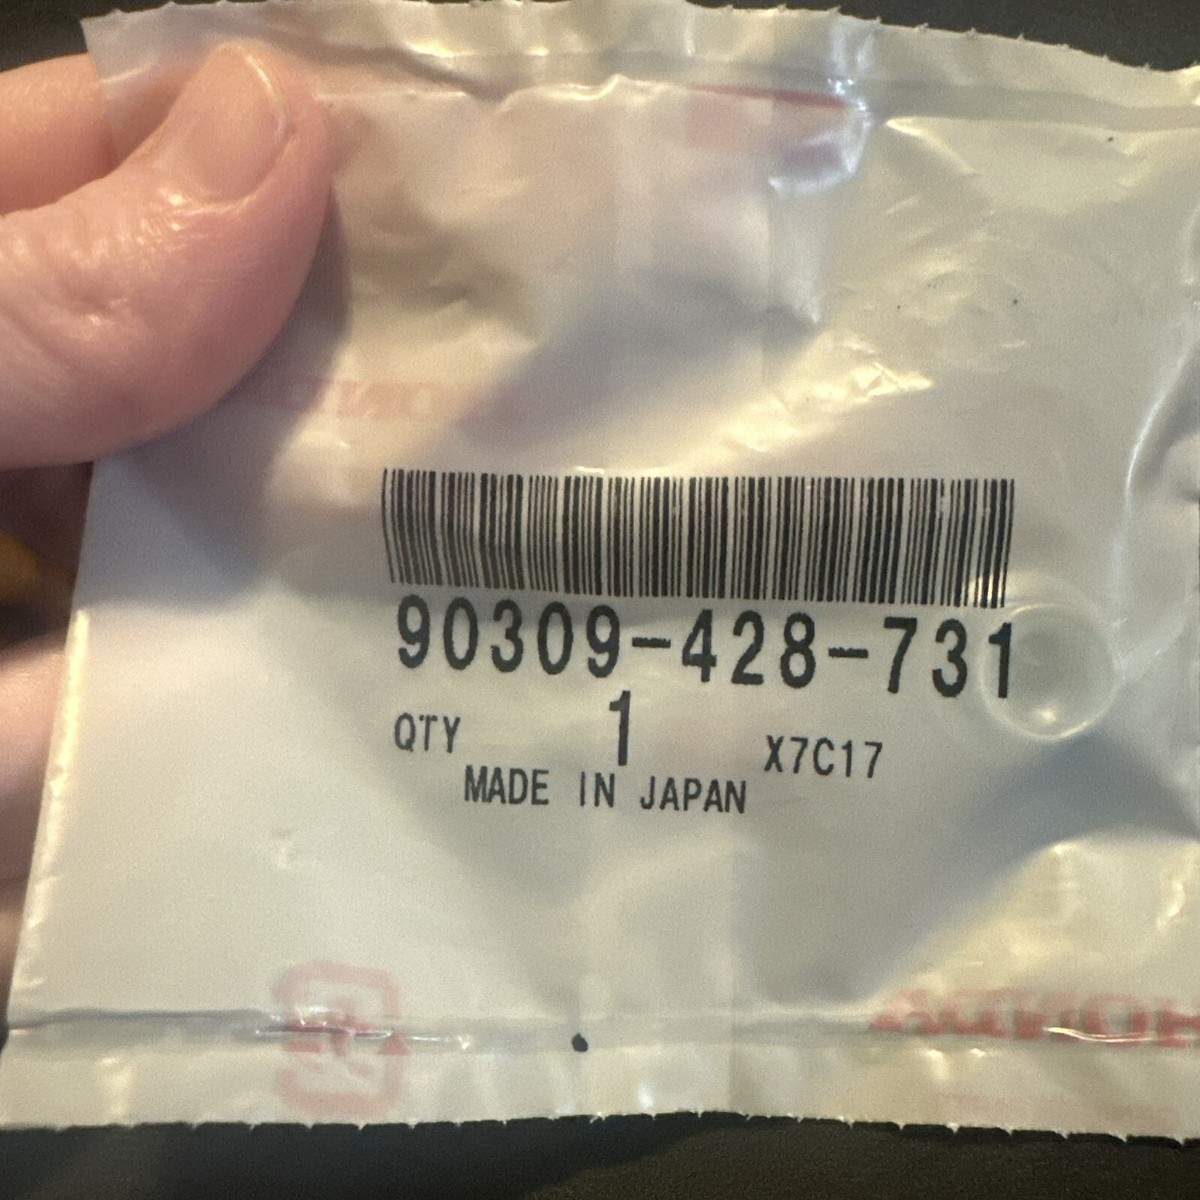 90309-428-731
QTY 1 X7C17
MADE IN JAPAN